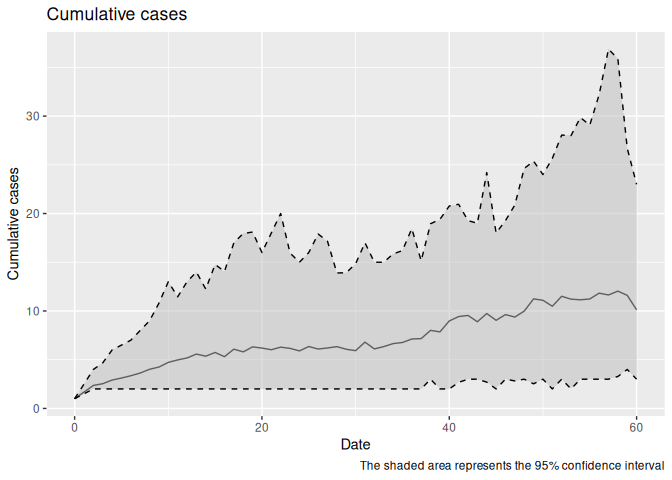 Cumulative cases
Cumulative cases
30
20
10
0
0 20 40 60
Date
The shaded area represents the 95% confidence interval